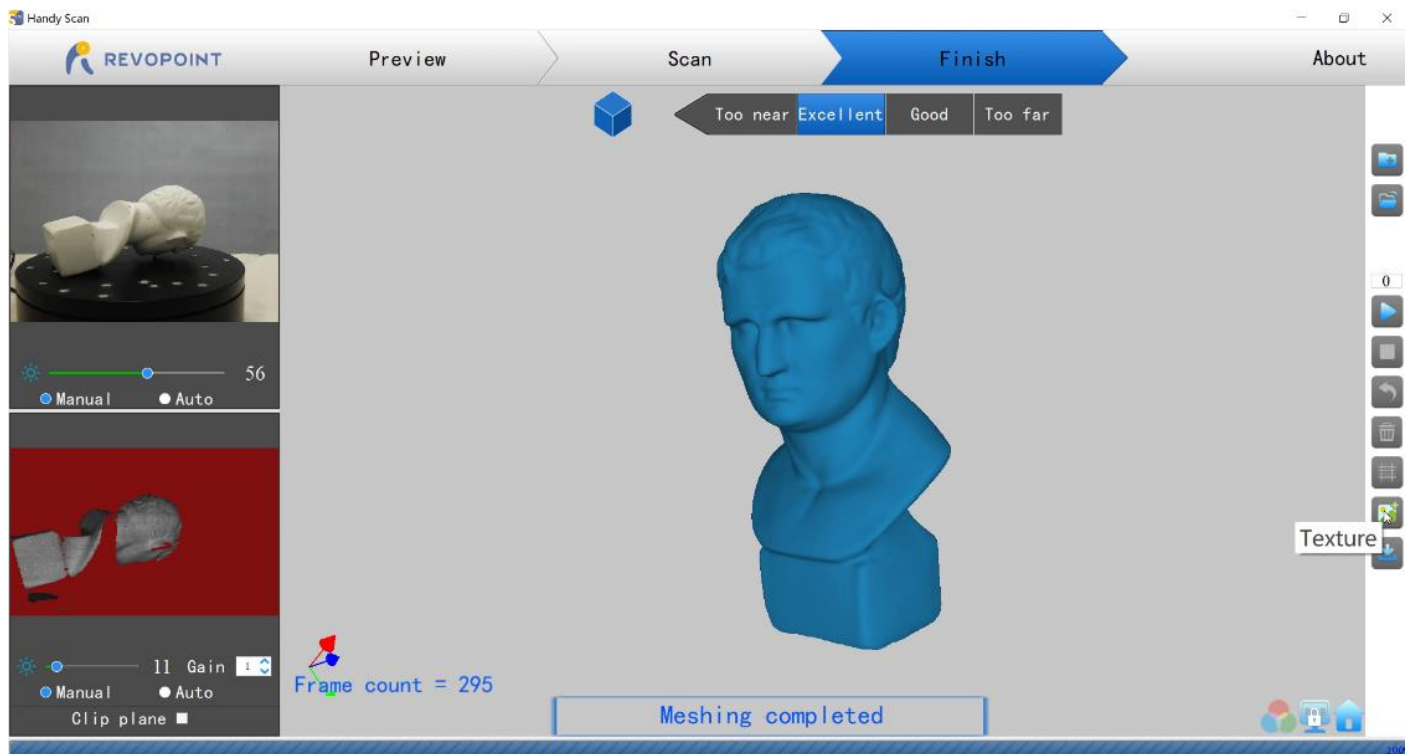 Handy Scan
REVOPOINT
Preview
Scan
Finish
About
Too near Excellent Good Too far
56
Manual Auto
0
Texture
11 Gain 1
Manual Auto
Clip plane
Frame count = 295
Meshing completed
100